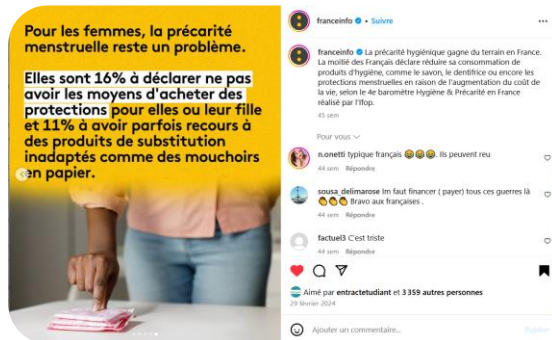 Pour les femmes, la précarité
menstruelle reste un problème.
Elles sont 16% à déclarer ne pas
avoir les moyens d'acheter des
protections pour elles ou leur fille
et 11% à avoir parfois recours à
des produits de substitution
inadaptés comme des mouchoirs
en papier.
franceinfo • Suivre
franceinfo La précarité hygiénique gagne du terrain en France.
La moitié des Français déclare réduire sa consommation de
produits d'hygiène, comme le savon, le dentifrice ou encore les
protections menstruelles en raison de l'augmentation du coût de
la vie, selon le 4e baromètre Hygiène & Précarité en France
réalisé par l'Ifop.
45 sem
Pour vous
n.onetti typique français 😂😂😂. Ils peuvent reu
44 sem Répondre
sousa_delimarose Im faut financer ( payer) tous ces guerres là
👏👏👏 Bravo aux françaises .
44 sem Répondre
factuel3 C'est triste
44 sem Répondre
Aimé par entractetudiant et 3 359 autres personnes
29 février 2024
Ajouter un commentaire...
Publier